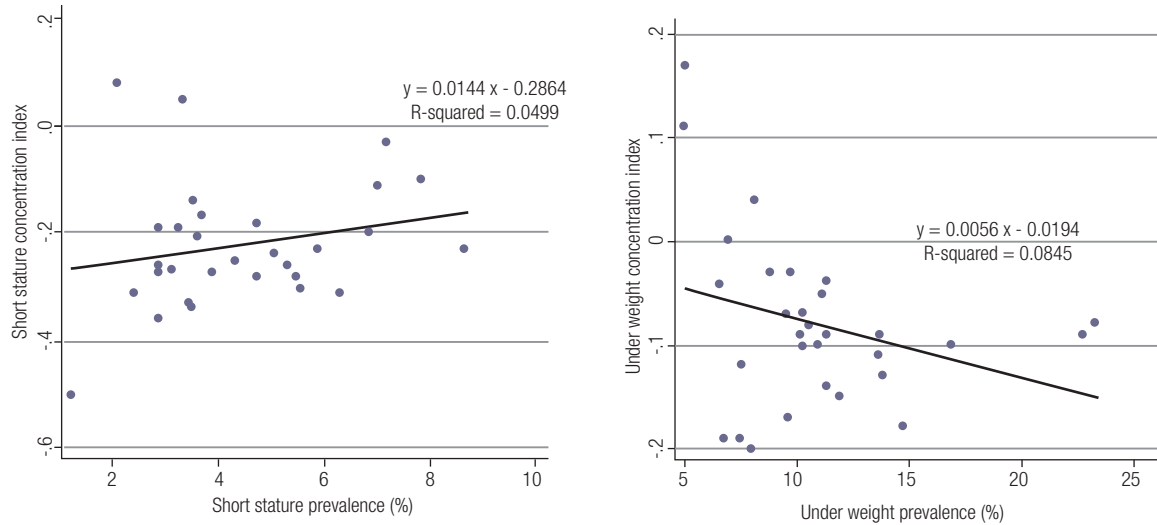 Short stature concentration index
.2
.0
-.2
-.4
-.6
y = 0.0144 x - 0.2864
R-squared = 0.0499
2
4
6
8
10
Short stature prevalence (%)
Under weight concentration index
.2
.1
0
-.1
-.2
y = 0.0056 x - 0.0194
R-squared = 0.0845
5
10
15
20
25
Under weight prevalence (%)